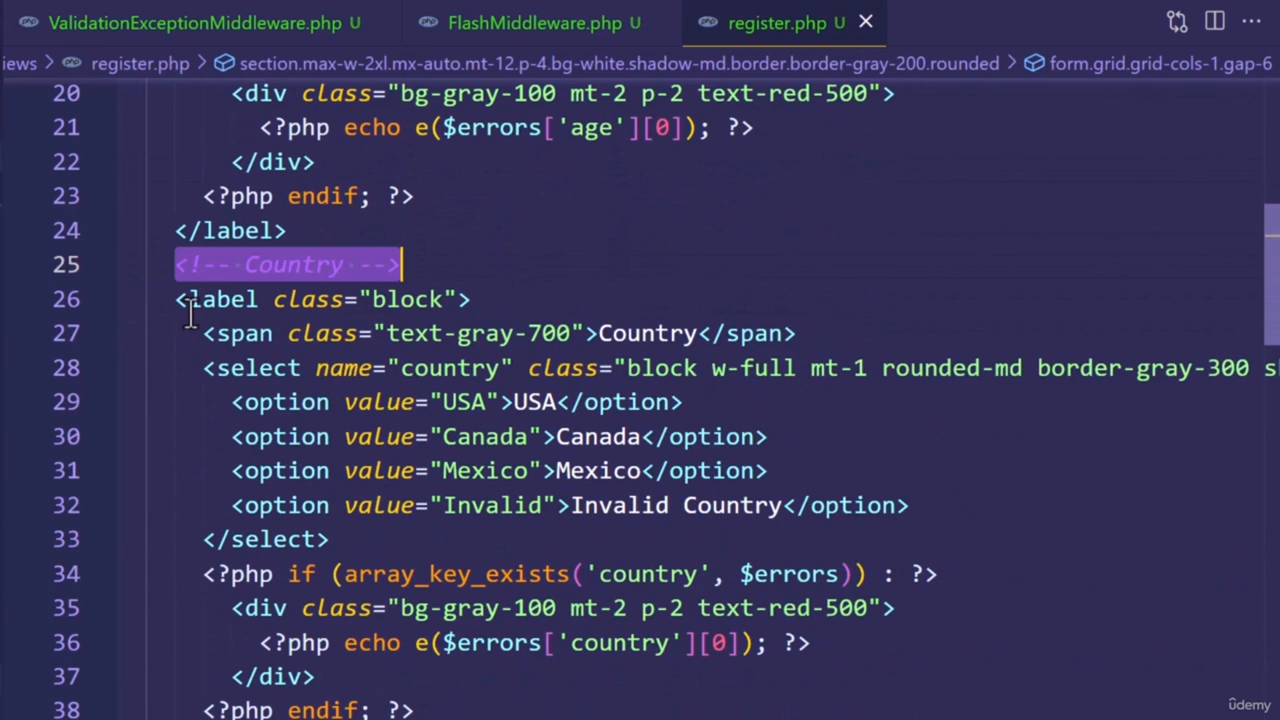 ValidationExceptionMiddleware.php U FlashMiddleware.php U register.php U
iews > register.php > section.max-w-2xl.mx-auto.mt-12.p-4.bg-white.shadow-md.border.border-gray-200.rounded > form.grid.grid-cols-1.gap-6
20 <div class="bg-gray-100 mt-2 p-2 text-red-500">
21 <?php echo e($errors['age'][0]); ?>
22 </div>
23 <?php endif; ?>
24 </label>
25 <!-- Country -->
26 <label class="block">
27 <span class="text-gray-700">Country</span>
28 <select name="country" class="block w-full mt-1 rounded-md border-gray-300 s
29 <option value="USA">USA</option>
30 <option value="Canada">Canada</option>
31 <option value="Mexico">Mexico</option>
32 <option value="Invalid">Invalid Country</option>
33 </select>
34 <?php if (array_key_exists('country', $errors)) : ?>
35 <div class="bg-gray-100 mt-2 p-2 text-red-500">
36 <?php echo e($errors['country'][0]); ?>
37 </div>
38 <?php endif; ?>
udemy